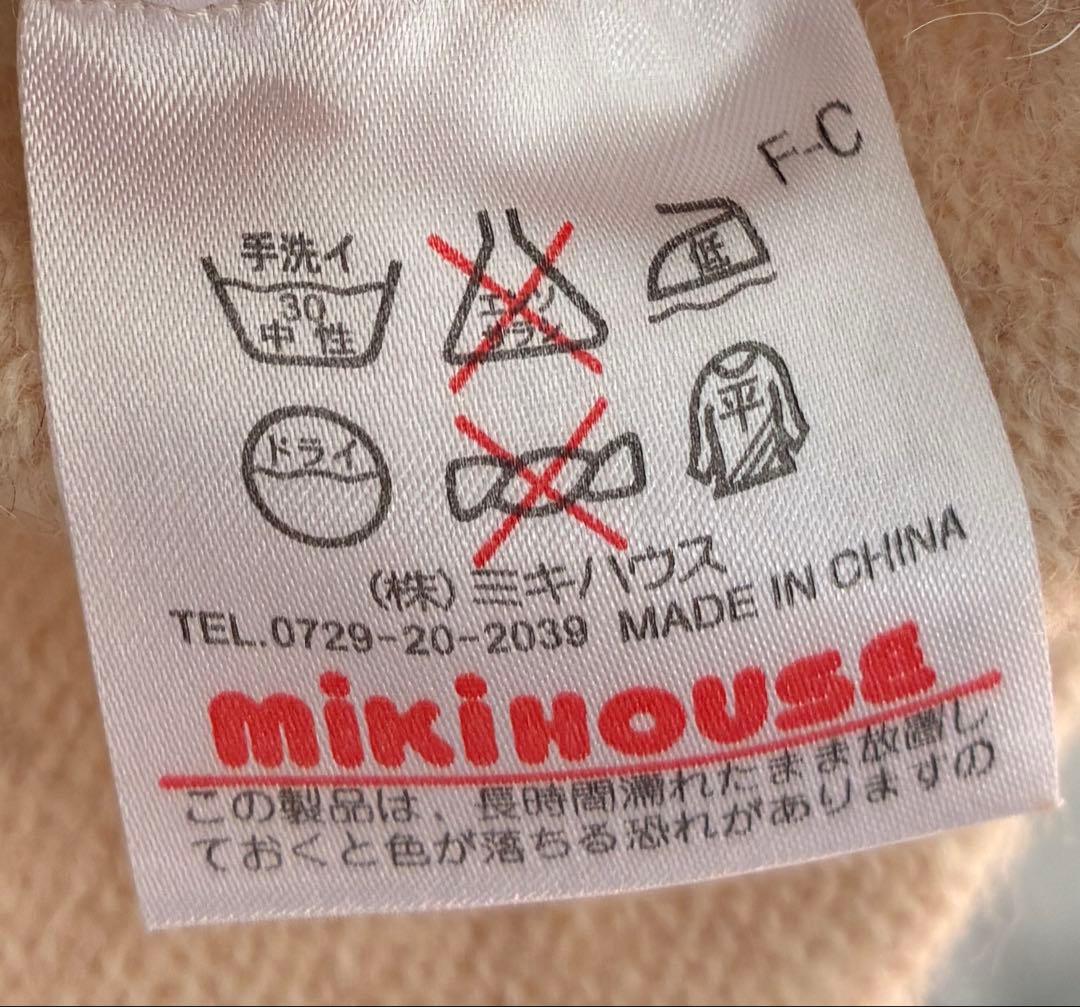 F-C
手洗イ
30
中性
エンソ
サラシ
低
ドライ
平
(株)ミキハウス
TEL.0729-20-2039 MADE IN CHINA
mikiHOUSE
この製品は、長時間濡れたまま放置し
ておくと色が落ちる恐れがありますの